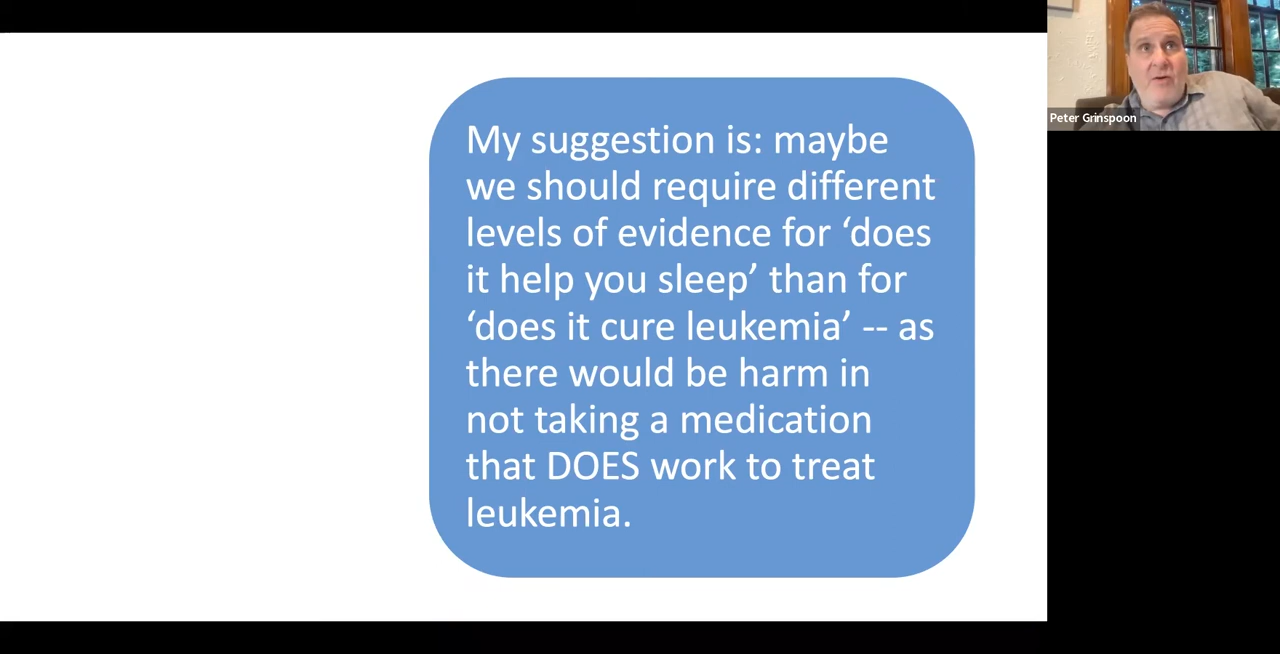 My suggestion is: maybe
we should require different
levels of evidence for ‘does
it help you sleep’ than for
‘does it cure leukemia’ -- as
there would be harm in
not taking a medication
that DOES work to treat
leukemia.
Peter Grinspoon